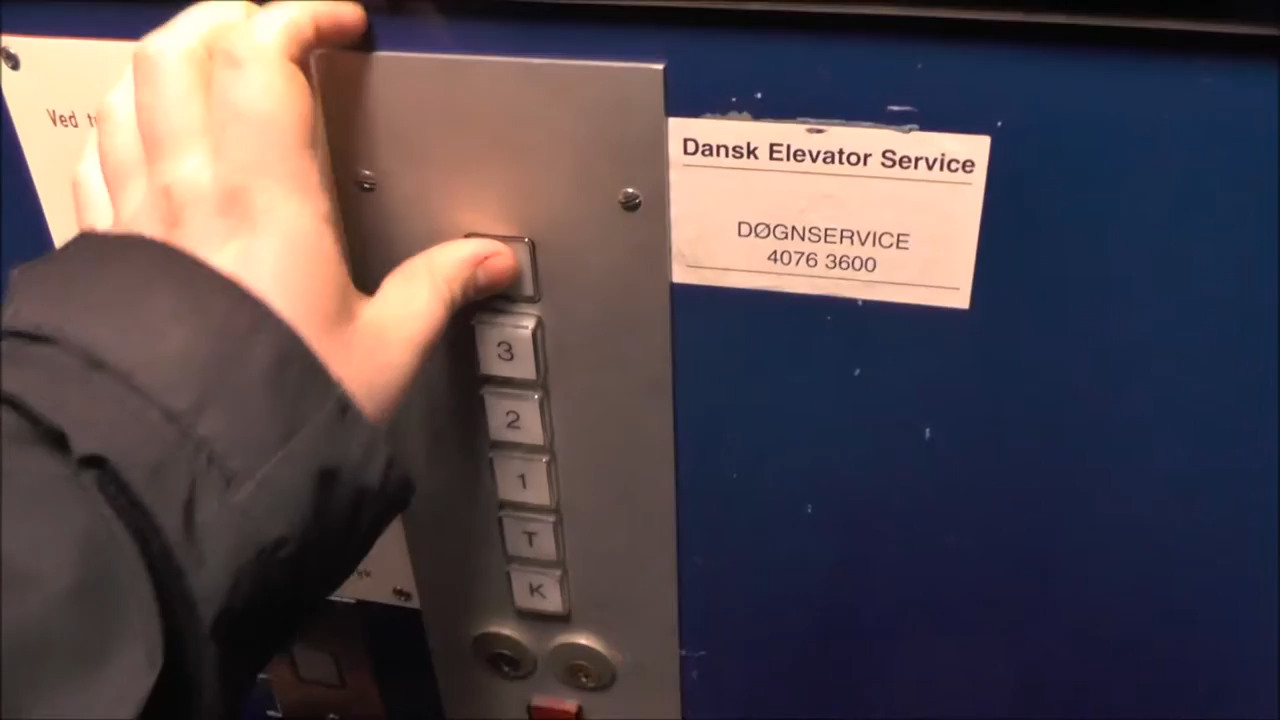 Ved
Dansk Elevator Service
DØGNSERVICE
4076 3600
3
2
1
T
K